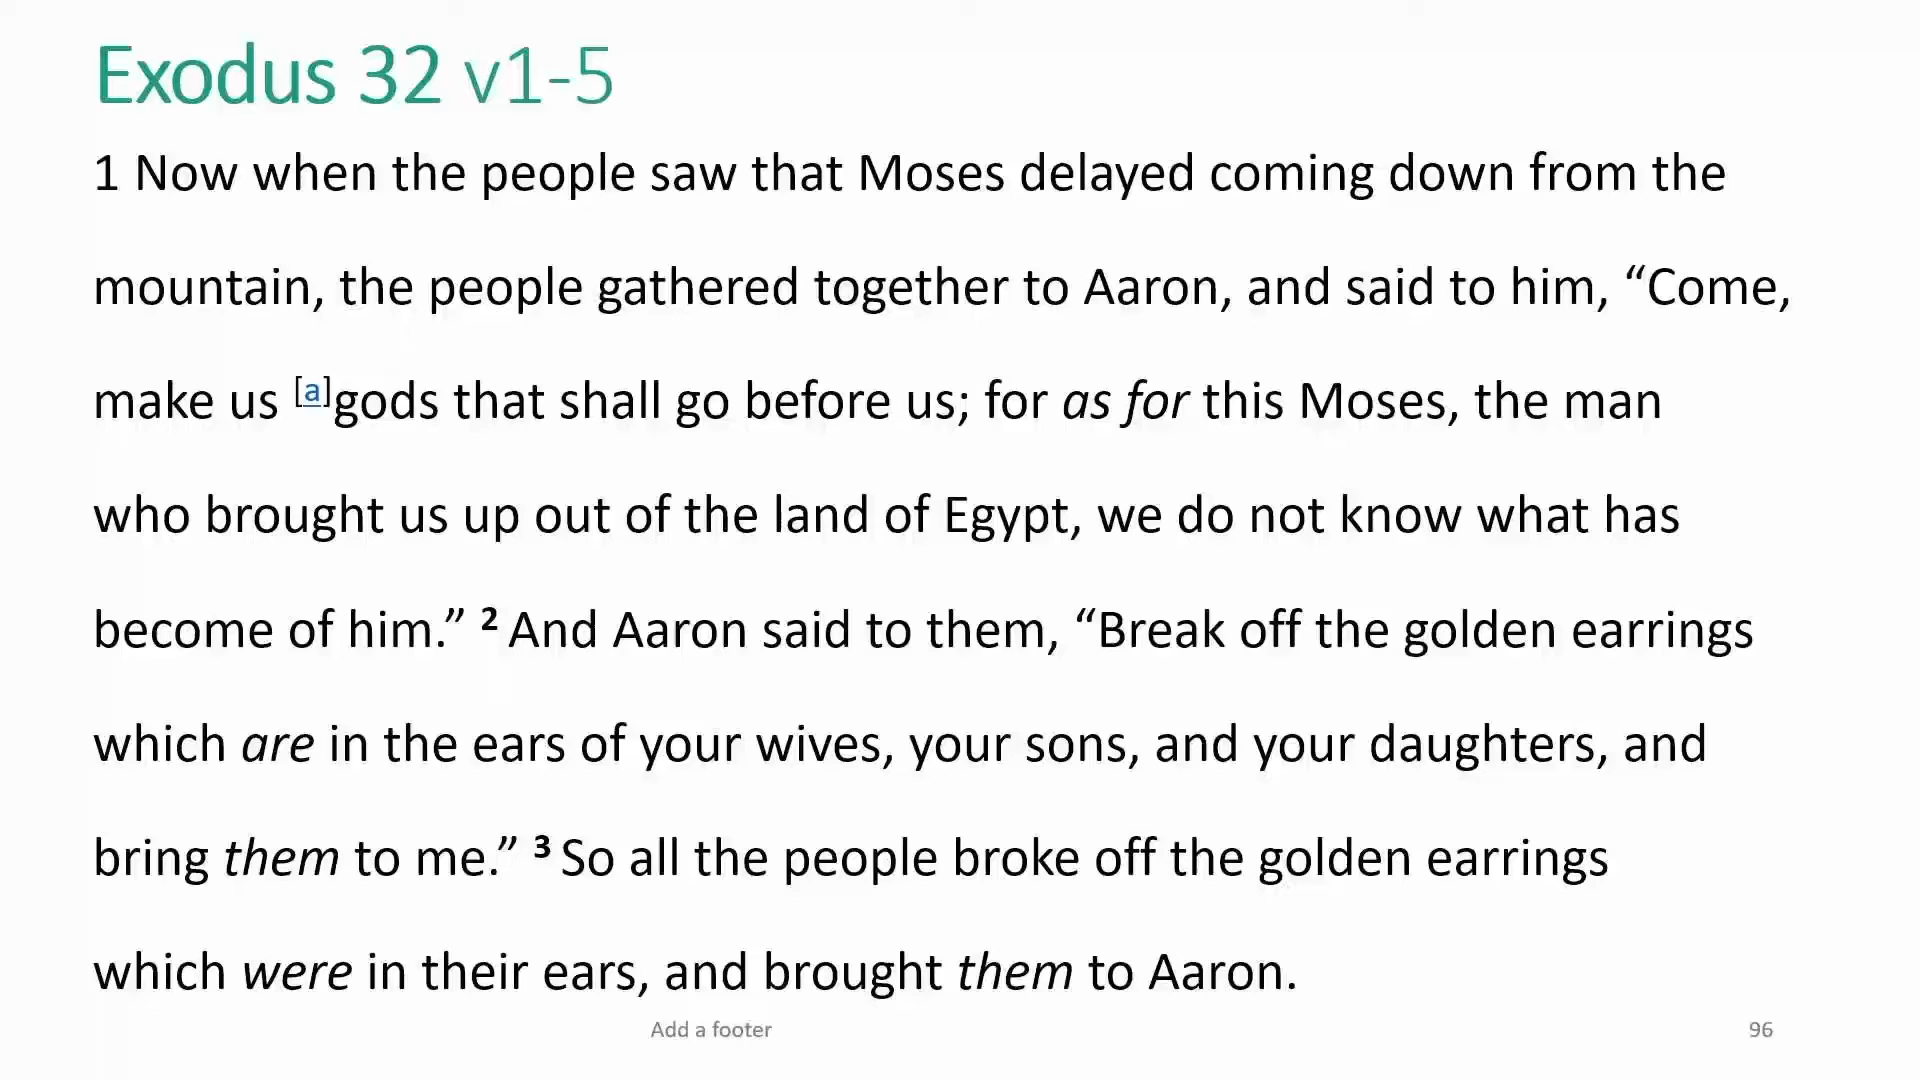 Exodus 32 v1-5
1 Now when the people saw that Moses delayed coming down from the
mountain, the people gathered together to Aaron, and said to him, “Come,
make us [a]gods that shall go before us; for as for this Moses, the man
who brought us up out of the land of Egypt, we do not know what has
become of him.” 2 And Aaron said to them, “Break off the golden earrings
which are in the ears of your wives, your sons, and your daughters, and
bring them to me.” 3 So all the people broke off the golden earrings
which were in their ears, and brought them to Aaron.
Add a footer
96